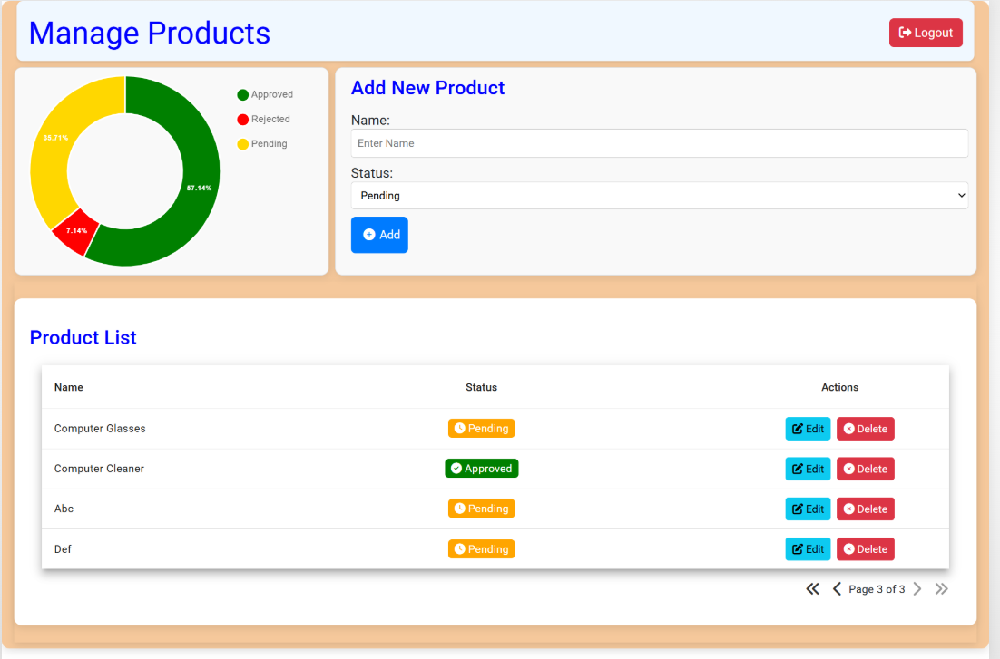 Manage Products
Logout
Approved
Rejected
Pending
35.71%
57.14%
7.14%
Add New Product
Name:
Enter Name
Status:
Pending
Add
Product List
Name Status Actions
Computer Glasses Pending Edit Delete
Computer Cleaner Approved Edit Delete
Abc Pending Edit Delete
Def Pending Edit Delete
Page 3 of 3